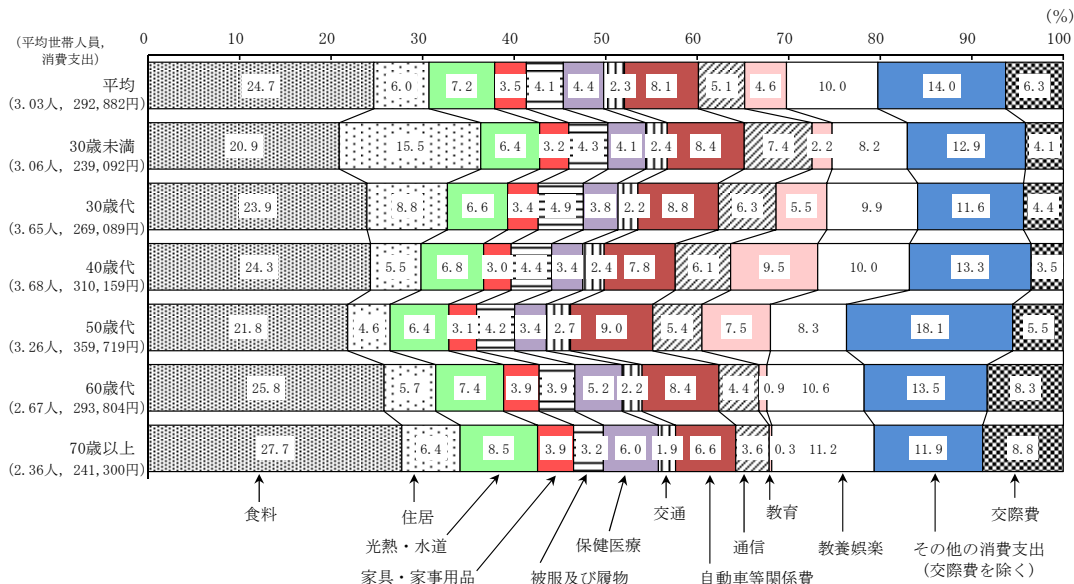 (%)
(平均世帯人員，
消費支出)
0 10 20 30 40 50 60 70 80 90 100
平均
(3.03人，292,882円)
24.7 6.0 7.2 3.5 4.1 4.4 2.3 8.1 5.1 4.6 10.0 14.0 6.3
30歳未満
(3.06人，239,092円)
20.9 15.5 6.4 3.2 4.3 4.1 2.4 8.4 7.4 2.2 8.2 12.9 4.1
30歳代
(3.65人，269,089円)
23.9 8.8 6.6 3.4 4.9 3.8 2.2 8.8 6.3 5.5 9.9 11.6 4.4
40歳代
(3.68人，310,159円)
24.3 5.5 6.8 3.0 4.4 3.4 2.4 7.8 6.1 9.5 10.0 13.3 3.5
50歳代
(3.26人，359,719円)
21.8 4.6 6.4 3.1 4.2 3.4 2.7 9.0 5.4 7.5 8.3 18.1 5.5
60歳代
(2.67人，293,804円)
25.8 5.7 7.4 3.9 3.9 5.2 2.2 8.4 4.4 0.9 10.6 13.5 8.3
70歳以上
(2.36人，241,300円)
27.7 6.4 8.5 3.9 3.2 6.0 1.9 6.6 3.6 0.3 11.2 11.9 8.8
食料 住居 交通 教育 交際費
光熱・水道 保健医療 通信 教養娯楽 その他の消費支出
(交際費を除く)
家具・家事用品 被服及び履物 自動車等関係費